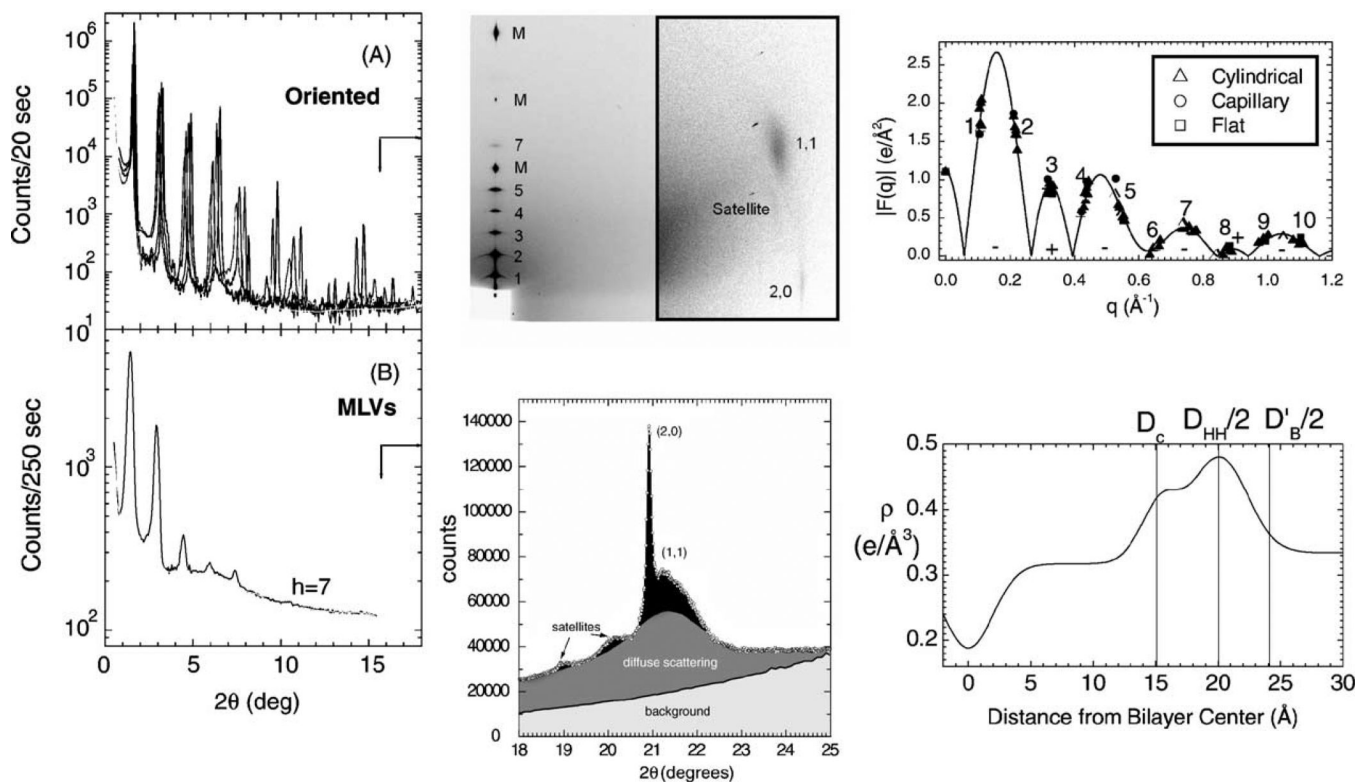 (A)
Oriented
Counts/20 sec
10^6
10^5
10^4
10^3
10^2
10^1
(B)
MLVs
Counts/250 sec
10^3
10^2
h=7
0
5
10
15
2θ (deg)
M
M
7
M
5
4
3
2
1
Satellite
1,1
2,0
counts
140000
120000
100000
80000
60000
40000
20000
0
(2,0)
(1,1)
satellites
diffuse scattering
background
18
19
20
21
22
23
24
25
2θ(degrees)
|F(q)| (e/Å²)
2.5
2.0
1.5
1.0
0.5
0.0
Cylindrical
Capillary
Flat
1
2
3
4
5
6
7
8
9
10
-
+
-
-
+
-
0.0
0.2
0.4
0.6
0.8
1.0
1.2
q (Å⁻¹)
D_c
D_HH/2
D'_B/2
ρ
(e/Å³)
0.5
0.4
0.3
0.2
0
5
10
15
20
25
30
Distance from Bilayer Center (Å)